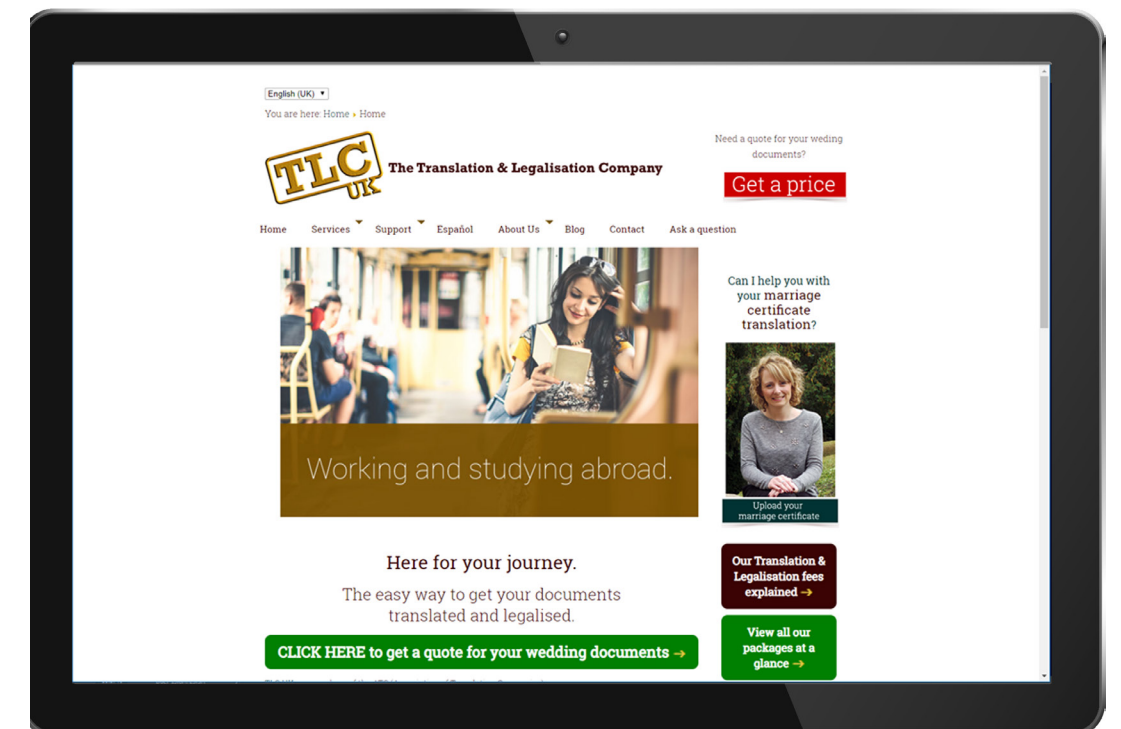 English (UK)
You are here: Home Home
TLC
UK
The Translation & Legalisation Company
Need a quote for your weding
documents?
Get a price
Home Services Support Español About Us Blog Contact Ask a question
Working and studying abroad.
Can I help you with
your marriage
certificate
translation?
Upload your
marriage certificate
Here for your journey.
The easy way to get your documents
translated and legalised.
CLICK HERE to get a quote for your wedding documents →
Our Translation &
Legalisation fees
explained →
View all our
packages at a
glance →